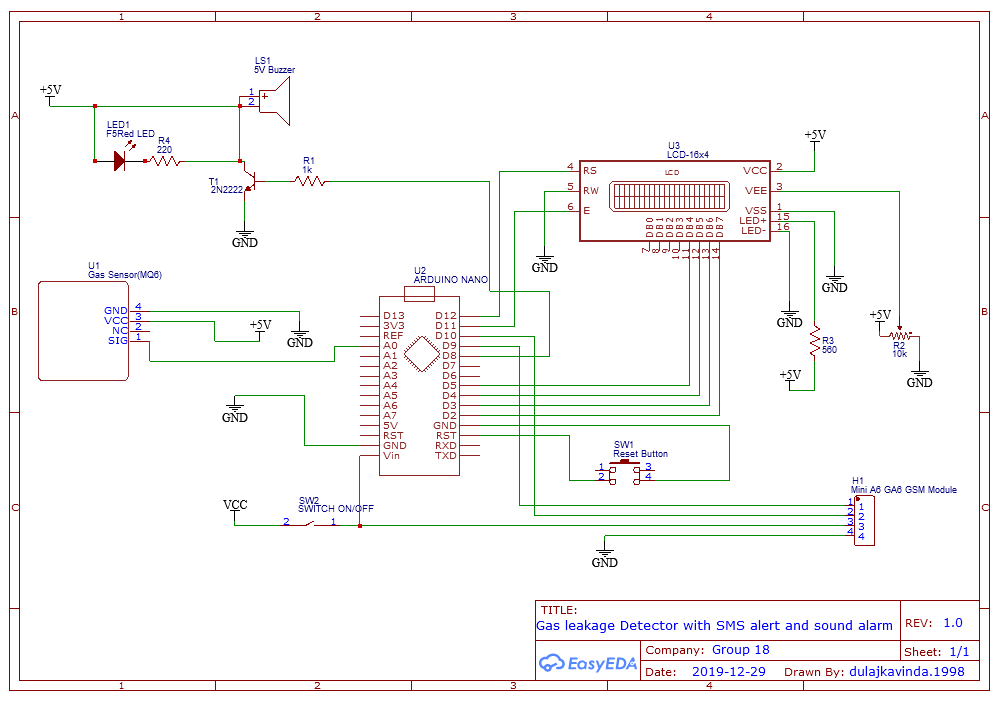 1 2 3 4
A A
B B
C C
+5V
LS1
5V Buzzer
1
2
+
LED1
F5Red LED
R4
220
T1
2N2222
R1
1k
GND
U3
LCD-16x4
LCD
4 RS
5 RW
6 E
VCC 2
VEE 3
VSS 1
LED+ 15
LED- 16
DB0 DB1 DB2 DB3 DB4 DB5 DB6 DB7
7 8 9 10 11 12 13 14
+5V
GND
GND
GND
+5V
R2
10k
GND
R3
560
+5V
U1
Gas Sensor(MQ6)
GND 4
VCC 3
NC 2
SIG 1
+5V
GND
GND
U2
ARDUINO NANO
D13 D12
3V3 D11
REF D10
A0 D9
A1 D8
A2 D7
A3 D6
A4 D5
A5 D4
A6 D3
A7 D2
5V GND
RST RST
GND RXD
Vin TXD
SW1
Reset Button
1 3
2 4
VCC
SW2
SWITCH ON/OFF
2 1
H1
Mini A6 GA6 GSM Module
1 1
2 2
3 3
4 4
GND
TITLE:
Gas leakage Detector with SMS alert and sound alarm
REV: 1.0
EasyEDA
Company: Group 18
Sheet: 1/1
Date: 2019-12-29 Drawn By: dulajkavinda.1998
1 2 3 4